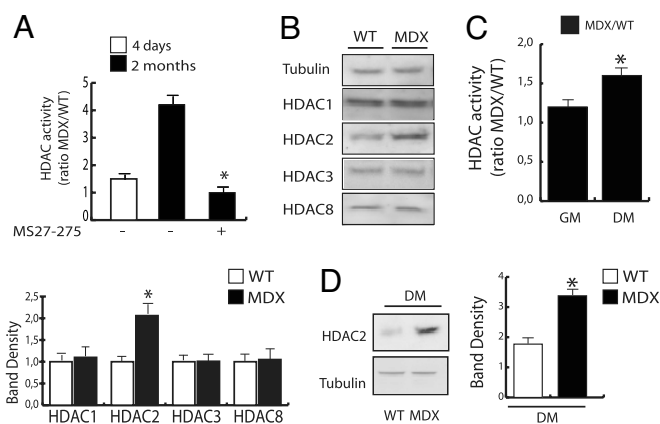 A
4 days
2 months
HDAC activity
(ratio MDX/WT)
5
4
3
2
1
0
*
MS27-275
- - +
B
WT MDX
Tubulin
HDAC1
HDAC2
HDAC3
HDAC8
C
MDX/WT
HDAC activity
(ratio MDX/WT)
2,0
1,5
1,0
0,5
0,0
*
GM DM
WT
MDX
Band Density
2,5
2,0
1,5
1,0
0,5
0,0
*
HDAC1 HDAC2 HDAC3 HDAC8
D
DM
HDAC2
Tubulin
WT MDX
WT
MDX
Band Density
4
3
2
1
0
*
DM